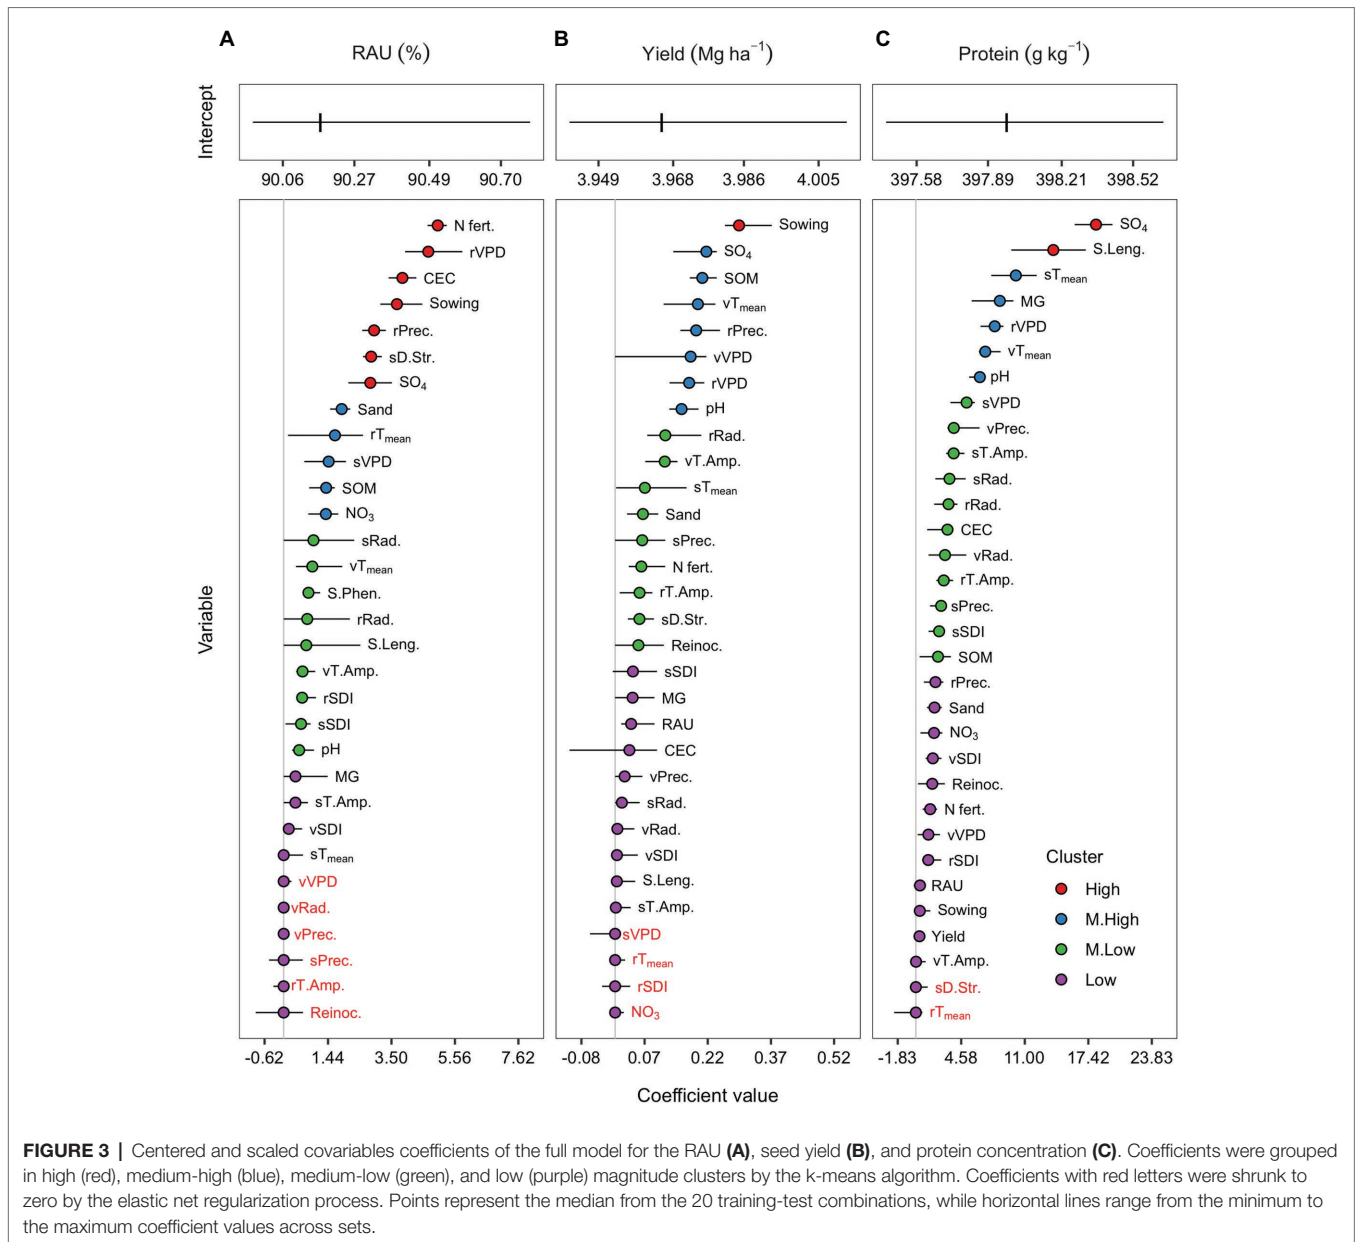 A
RAU (%)
B
Yield (Mg ha⁻¹)
C
Protein (g kg⁻¹)
Intercept
90.06 90.27 90.49 90.70
3.949 3.968 3.986 4.005
397.58 397.89 398.21 398.52
Variable
N fert.
rVPD
CEC
Sowing
rPrec.
sD.Str.
SO₄
Sand
rTmean
sVPD
SOM
NO₃
sRad.
vTmean
S.Phen.
rRad.
S.Leng.
vT.Amp.
rSDI
sSDI
pH
MG
sT.Amp.
vSDI
sTmean
vVPD
vRad.
vPrec.
sPrec.
rT.Amp.
Reinoc.
-0.62 1.44 3.50 5.56 7.62
Sowing
SO₄
SOM
vTmean
rPrec.
vVPD
rVPD
pH
rRad.
vT.Amp.
sTmean
Sand
sPrec.
N fert.
rT.Amp.
sD.Str.
Reinoc.
sSDI
MG
RAU
CEC
vPrec.
sRad.
vRad.
vSDI
S.Leng.
sT.Amp.
sVPD
rTmean
rSDI
NO₃
-0.08 0.07 0.22 0.37 0.52
SO₄
S.Leng.
sTmean
MG
rVPD
vTmean
pH
sVPD
vPrec.
sT.Amp.
sRad.
rRad.
CEC
vRad.
rT.Amp.
sPrec.
sSDI
SOM
rPrec.
Sand
NO₃
vSDI
Reinoc.
N fert.
vVPD
rSDI
RAU
Sowing
Yield
vT.Amp.
sD.Str.
rTmean
-1.83 4.58 11.00 17.42 23.83
Cluster
High
M.High
M.Low
Low
Coefficient value
FIGURE 3 | Centered and scaled covariables coefficients of the full model for the RAU (A), seed yield (B), and protein concentration (C). Coefficients were grouped
in high (red), medium-high (blue), medium-low (green), and low (purple) magnitude clusters by the k-means algorithm. Coefficients with red letters were shrunk to
zero by the elastic net regularization process. Points represent the median from the 20 training-test combinations, while horizontal lines range from the minimum to
the maximum coefficient values across sets.